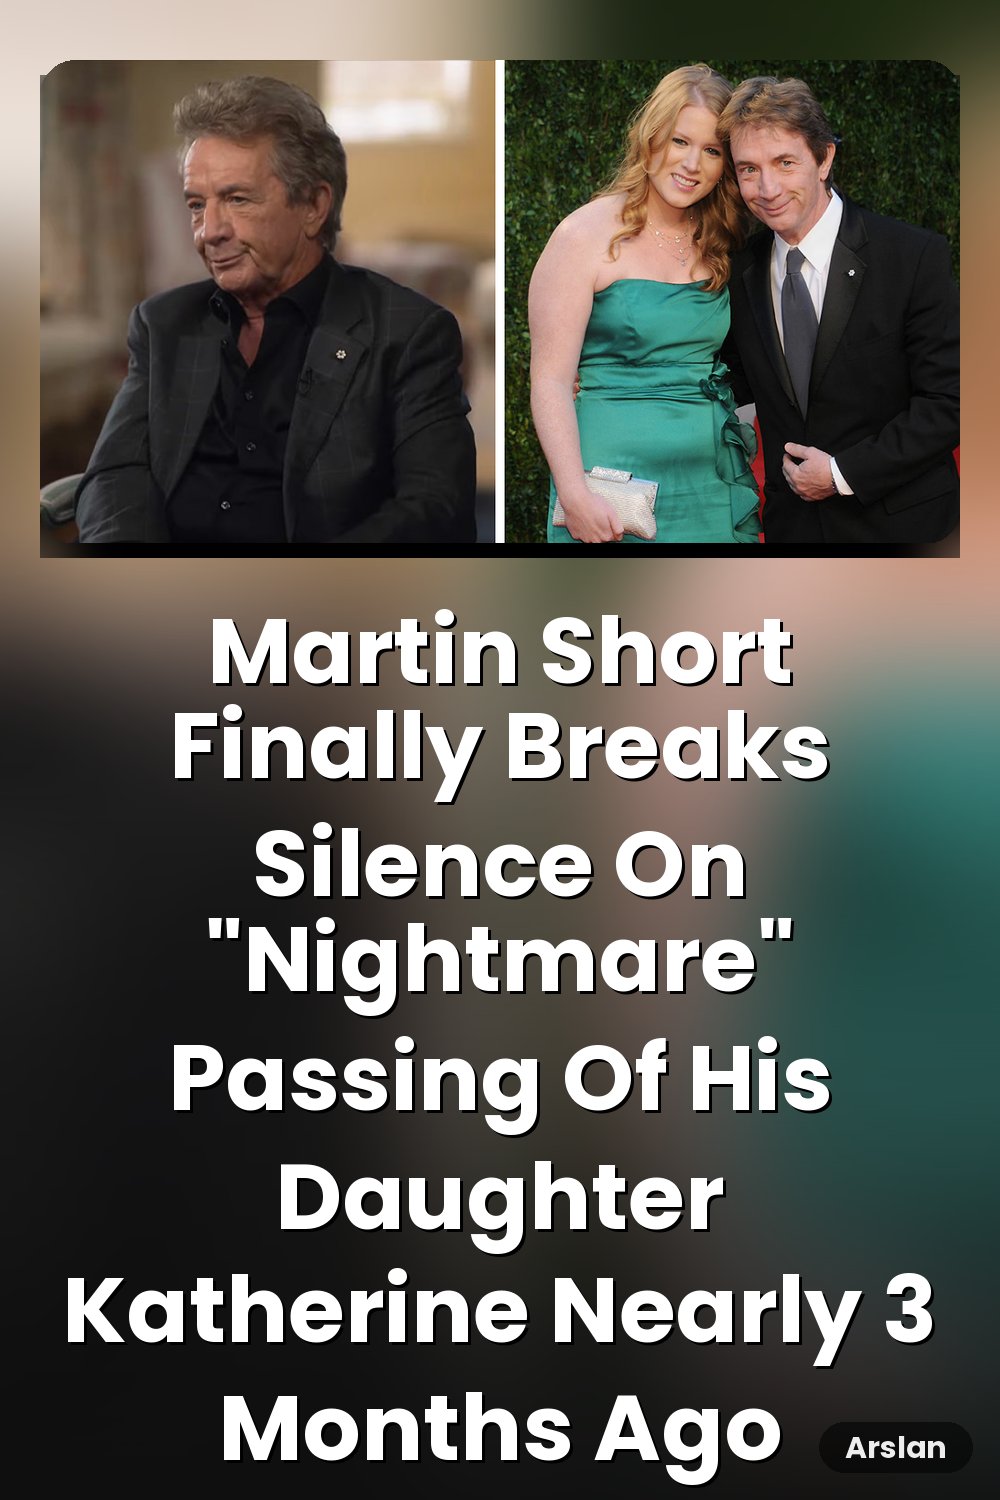 Martin Short
Finally Breaks
Silence On
"Nightmare"
Passing Of His
Daughter
Katherine Nearly 3
Months Ago
Arslan